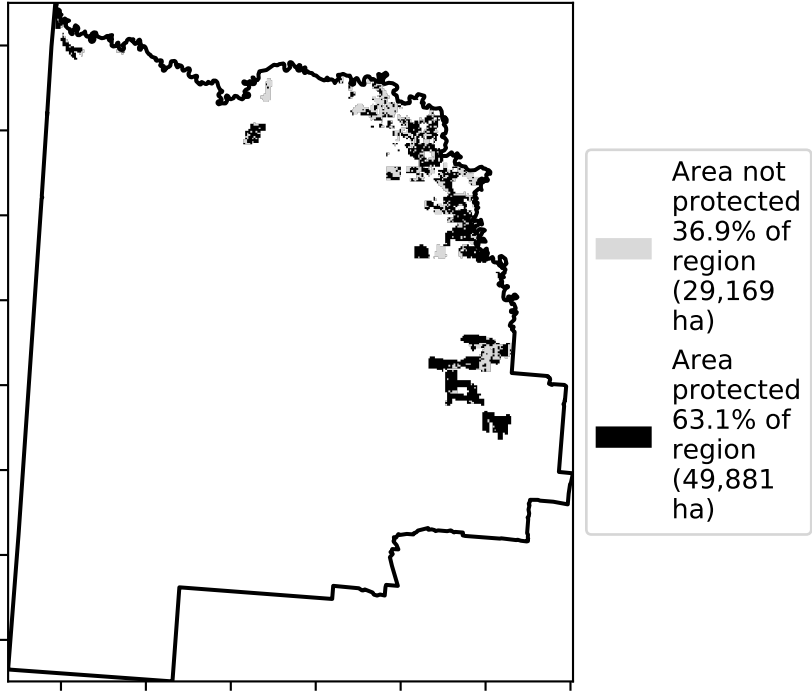 Area not
protected
36.9% of
region
(29,169
ha)
Area
protected
63.1% of
region
(49,881
ha)